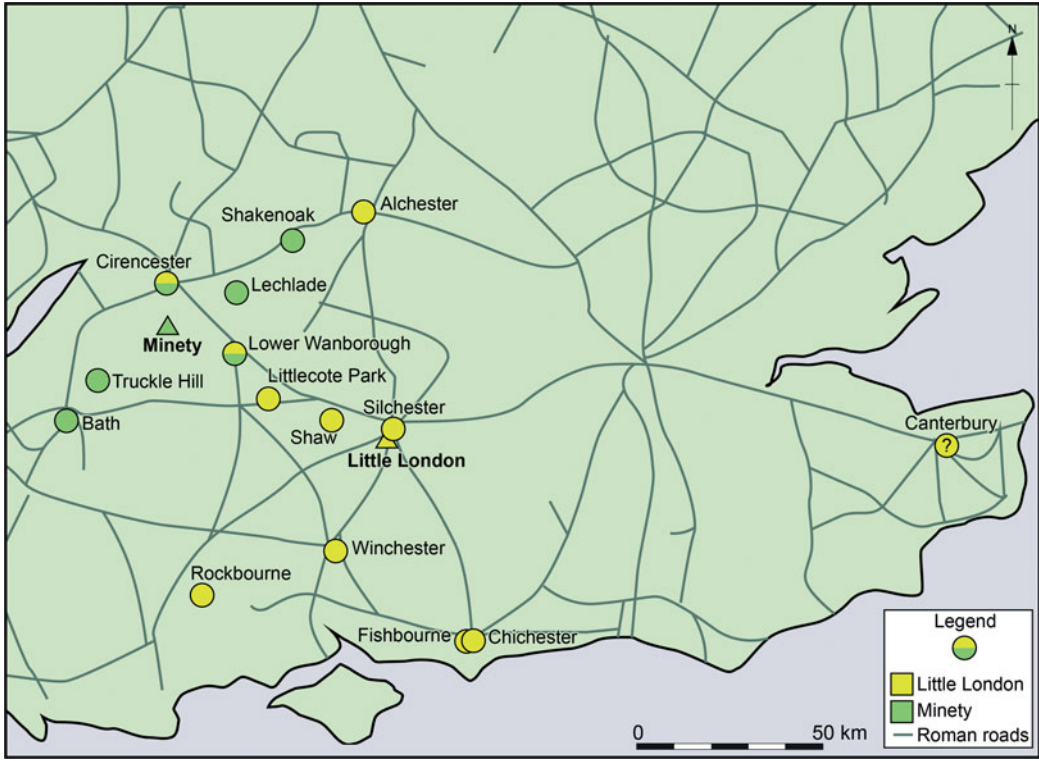 N
Alchester
Shakenoak
Cirencester
Lechlade
Minety
Lower Wanborough
Truckle Hill
Littlecote Park
Bath
Shaw
Silchester
Little London
Canterbury
?
Winchester
Rockbourne
Fishbourne
Chichester
Legend
Little London
Minety
Roman roads
0 50 km